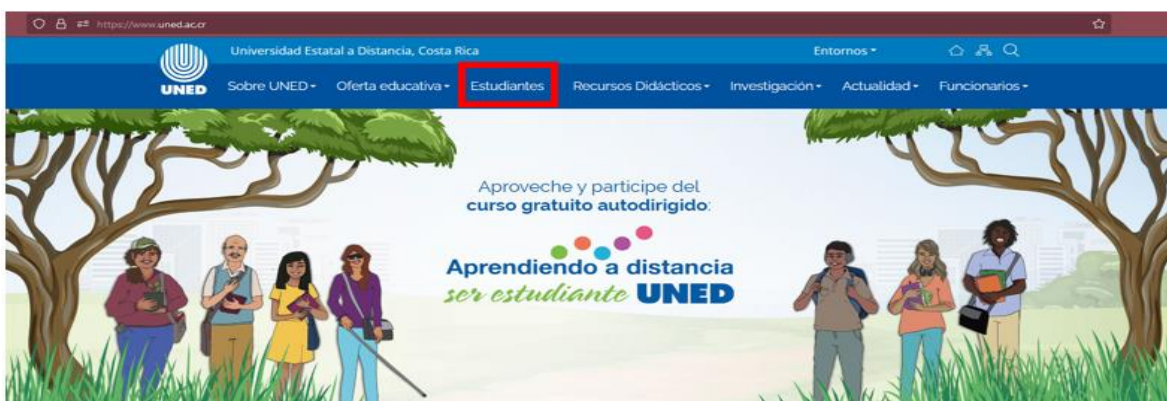 https://www.uned.ac.cr
Universidad Estatal a Distancia, Costa Rica
Entornos
UNED
Sobre UNED
Oferta educativa
Estudiantes
Recursos Didácticos
Investigación
Actualidad
Funcionarios
Aproveche y participe del
curso gratuito autodirigido:
Aprendiendo a distancia
ser estudiante UNED